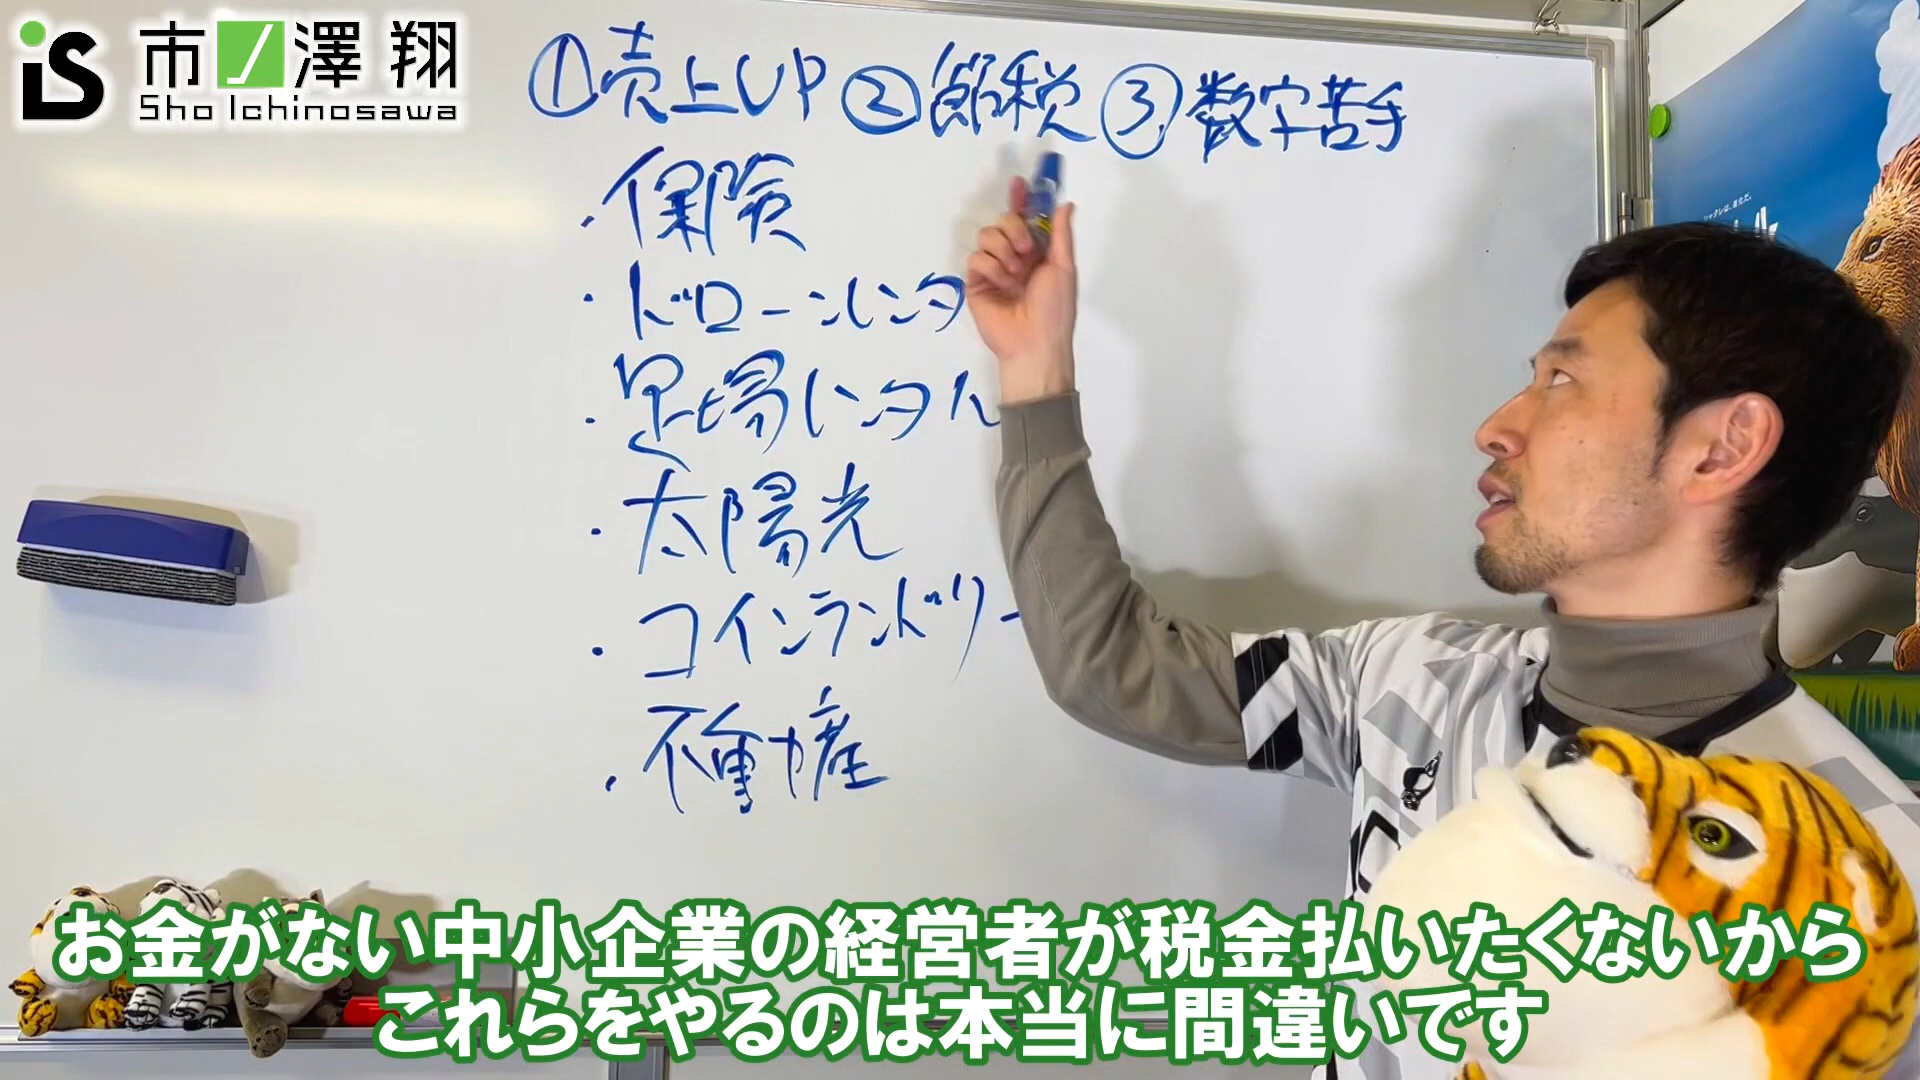 iS 市ノ澤 翔
Sho Ichinosawa
①売上UP ②節税 ③数字苦手
・保険
・ドローンレンタ
・足場レンタル
・太陽光
・コインランドリー
・不動産
お金がない中小企業の経営者が税金払いたくないから
これらをやるのは本当に間違いです